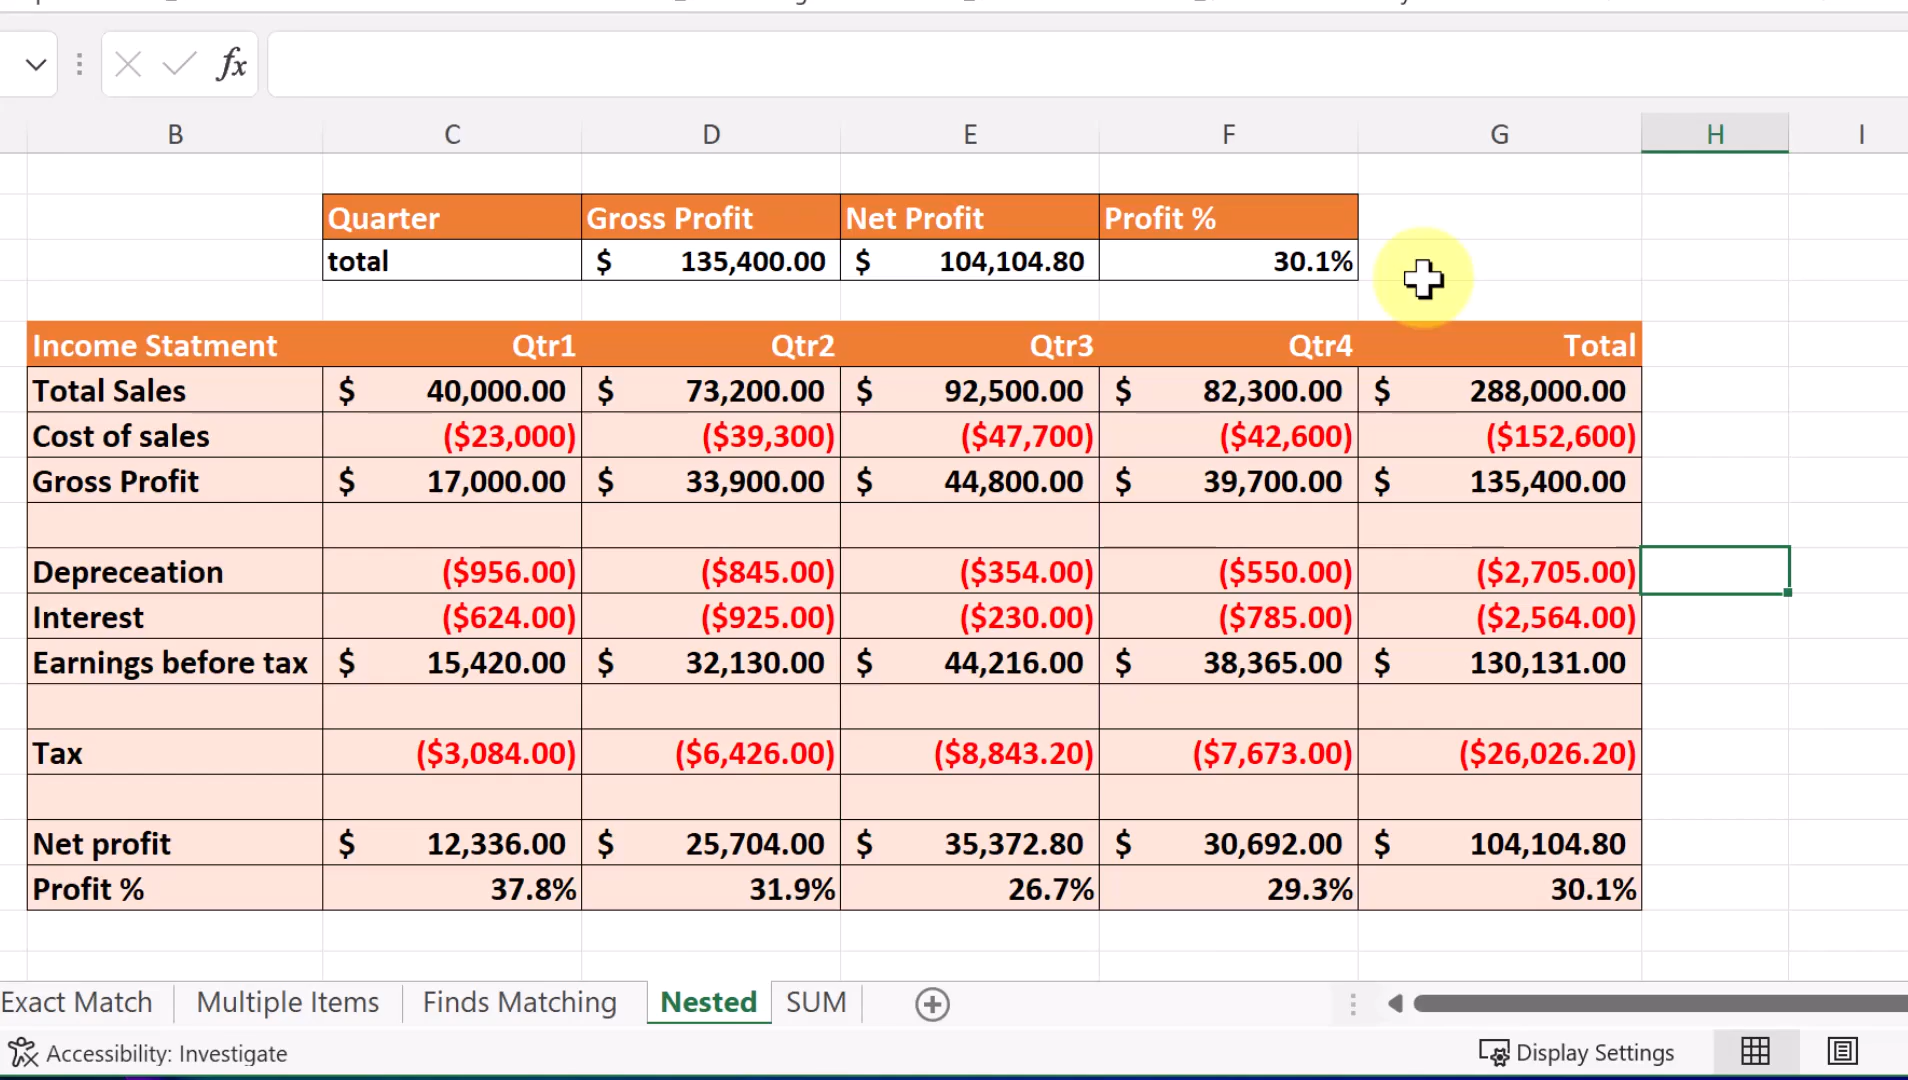 fx
B C D E F G H I
Quarter Gross Profit Net Profit Profit %
total $ 135,400.00 $ 104,104.80 30.1%
Income Statment Qtr1 Qtr2 Qtr3 Qtr4 Total
Total Sales $ 40,000.00 $ 73,200.00 $ 92,500.00 $ 82,300.00 $ 288,000.00
Cost of sales ($23,000) ($39,300) ($47,700) ($42,600) ($152,600)
Gross Profit $ 17,000.00 $ 33,900.00 $ 44,800.00 $ 39,700.00 $ 135,400.00
Depreceation ($956.00) ($845.00) ($354.00) ($550.00) ($2,705.00)
Interest ($624.00) ($925.00) ($230.00) ($785.00) ($2,564.00)
Earnings before tax $ 15,420.00 $ 32,130.00 $ 44,216.00 $ 38,365.00 $ 130,131.00
Tax ($3,084.00) ($6,426.00) ($8,843.20) ($7,673.00) ($26,026.20)
Net profit $ 12,336.00 $ 25,704.00 $ 35,372.80 $ 30,692.00 $ 104,104.80
Profit % 37.8% 31.9% 26.7% 29.3% 30.1%
Exact Match Multiple Items Finds Matching Nested SUM
Accessibility: Investigate Display Settings